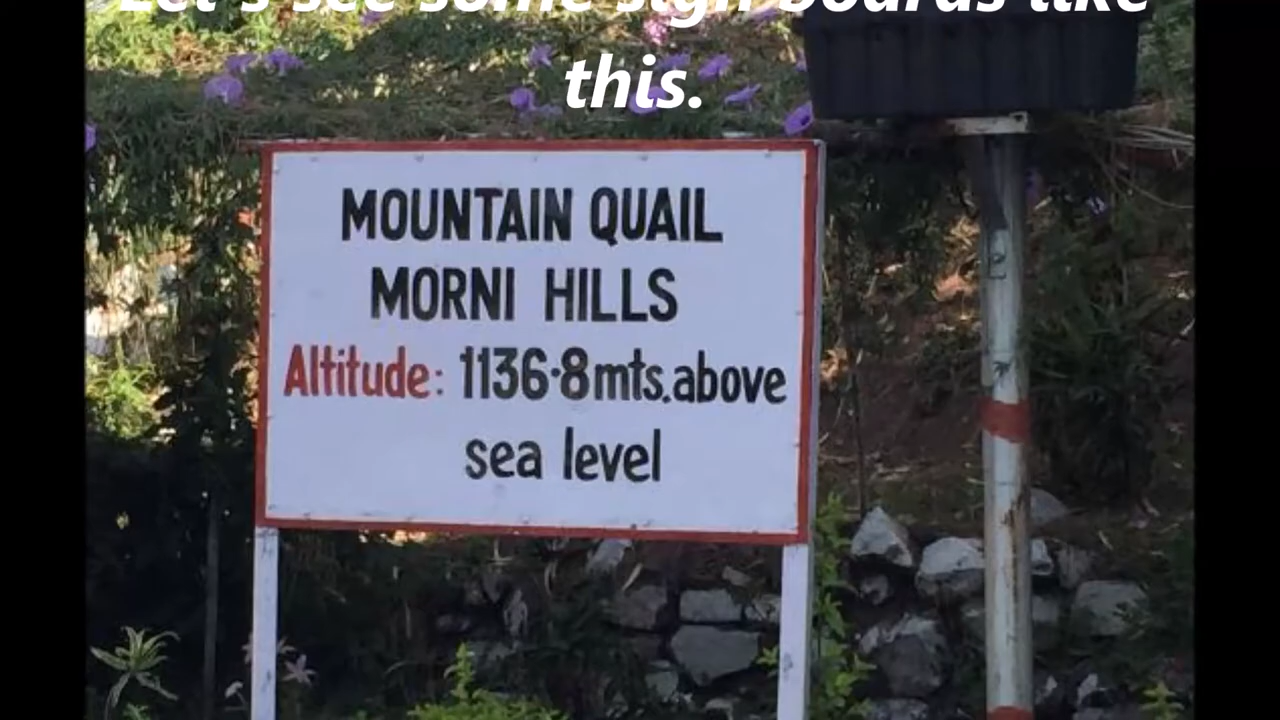 Let's see some sign boards like
this.
MOUNTAIN QUAIL
MORNI HILLS
Altitude: 1136·8mts.above
sea level